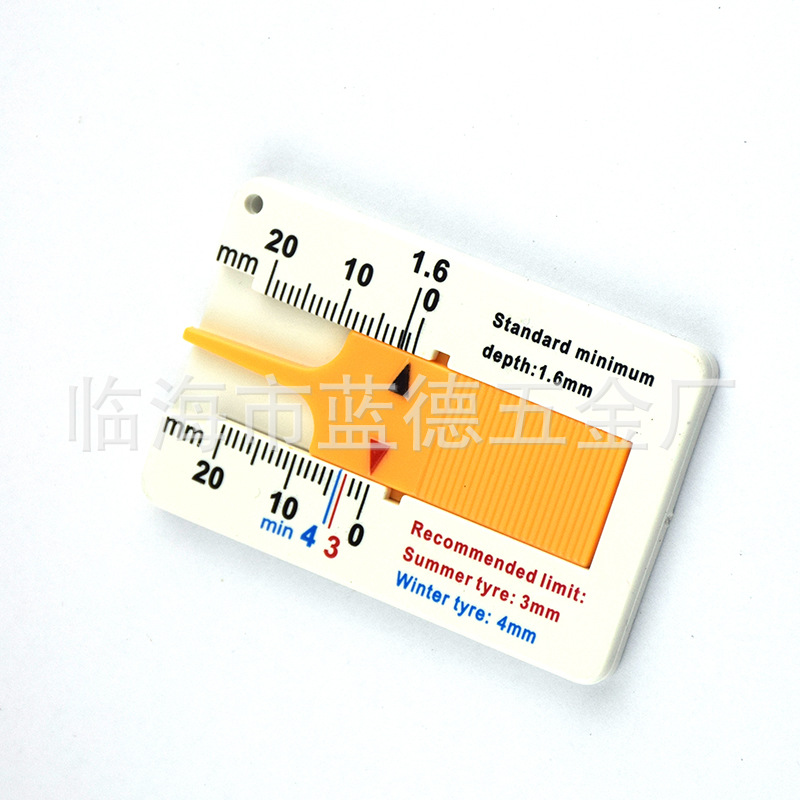 mm 20 10 1.6
0
Standard minimum
depth:1.6mm
临海市蓝德五金厂
mm
20 10 0
min 4 3
Recommended limit:
Summer tyre: 3mm
Winter tyre: 4mm